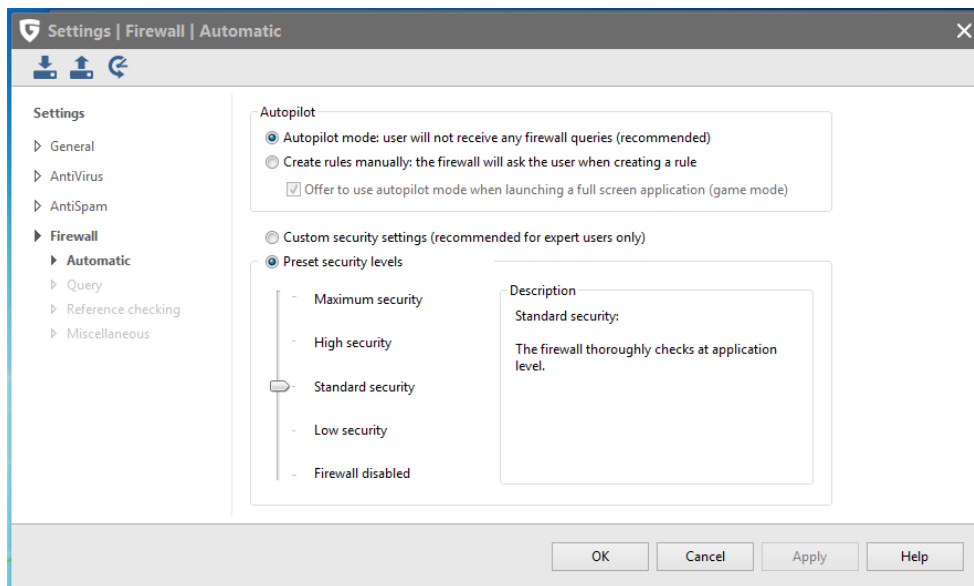 Settings | Firewall | Automatic
Settings
General
AntiVirus
AntiSpam
Firewall
Automatic
Query
Reference checking
Miscellaneous
Autopilot
Autopilot mode: user will not receive any firewall queries (recommended)
Create rules manually: the firewall will ask the user when creating a rule
Offer to use autopilot mode when launching a full screen application (game mode)
Custom security settings (recommended for expert users only)
Preset security levels
Maximum security
High security
Standard security
Low security
Firewall disabled
Description
Standard security:
The firewall thoroughly checks at application
level.
OK
Cancel
Apply
Help